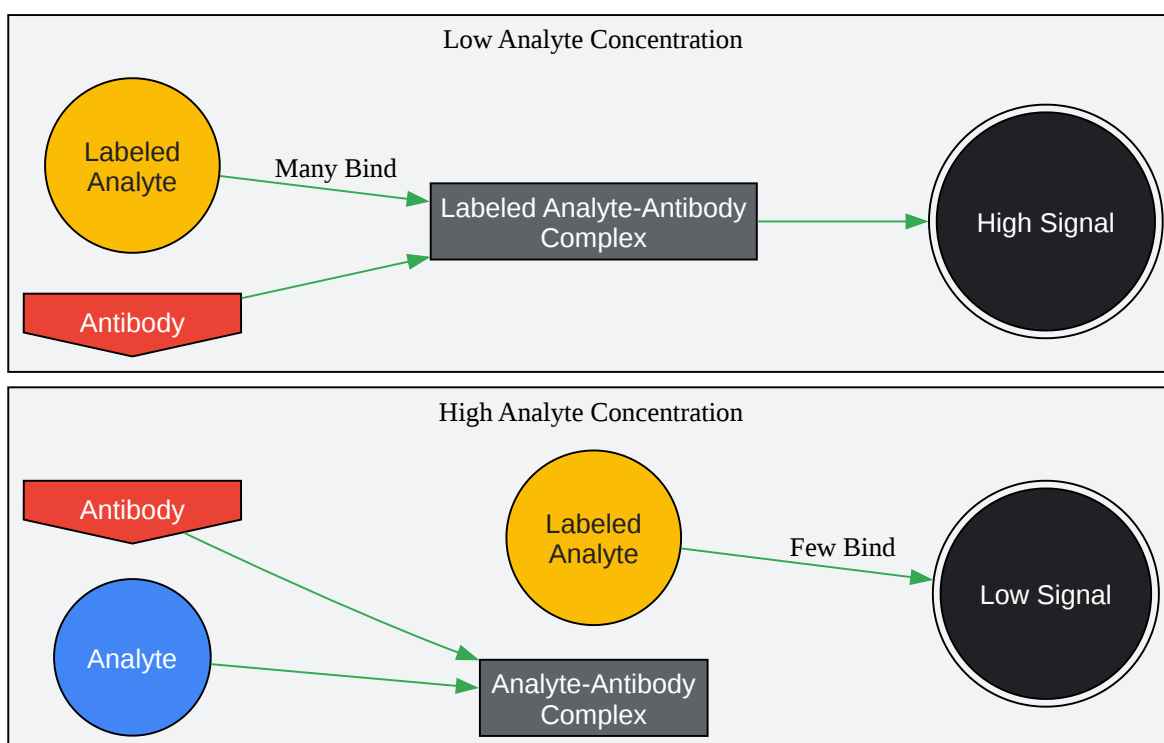 Low Analyte Concentration
Labeled
Analyte
Many Bind
Labeled Analyte-Antibody
Complex
High Signal
Antibody
High Analyte Concentration
Antibody
Labeled
Analyte
Few Bind
Low Signal
Analyte
Analyte-Antibody
Complex